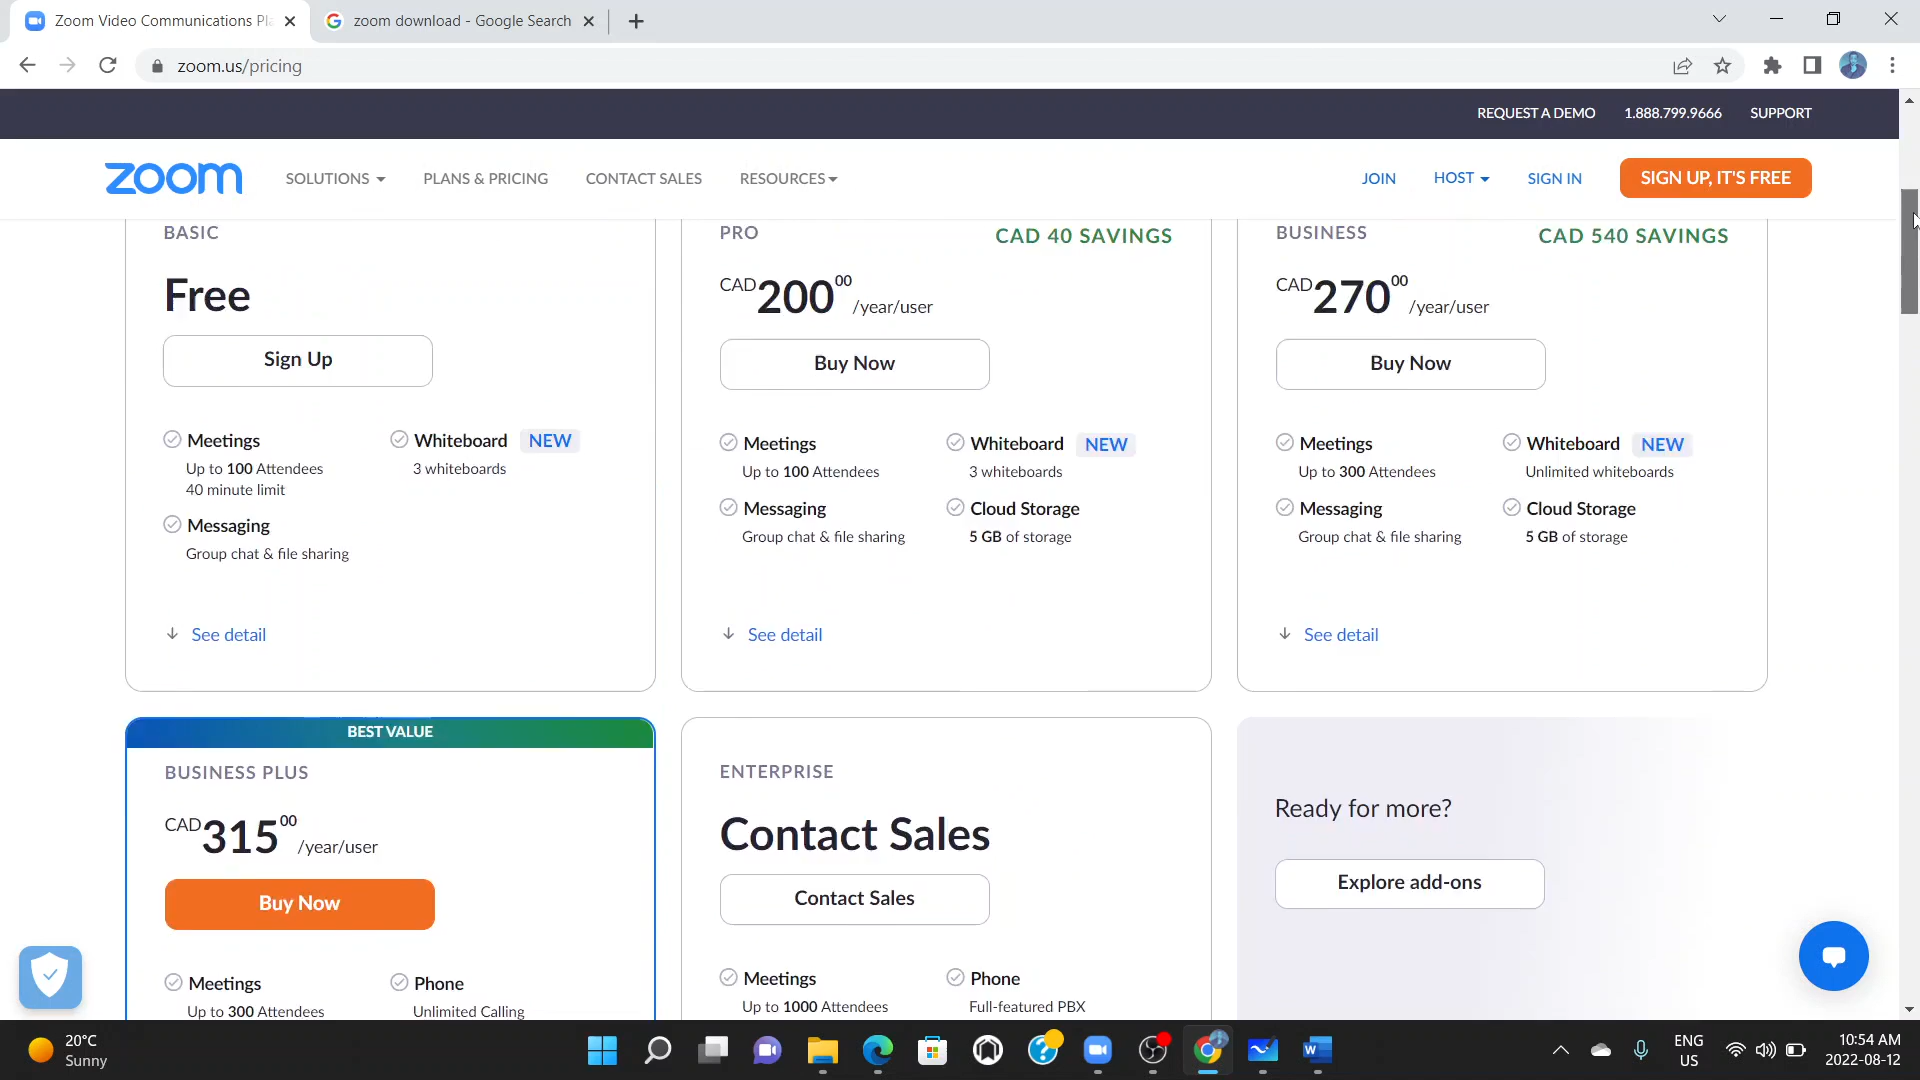 Zoom Video Communications Pl
zoom download - Google Search
zoom.us/pricing
REQUEST A DEMO 1.888.799.9666 SUPPORT
zoom SOLUTIONS PLANS & PRICING CONTACT SALES RESOURCES JOIN HOST SIGN IN SIGN UP, IT'S FREE
BASIC
Free
Sign Up
Meetings
Up to 100 Attendees
40 minute limit
Whiteboard NEW
3 whiteboards
Messaging
Group chat & file sharing
See detail
PRO CAD 40 SAVINGS
CAD 200 00 /year/user
Buy Now
Meetings
Up to 100 Attendees
Whiteboard NEW
3 whiteboards
Messaging
Group chat & file sharing
Cloud Storage
5 GB of storage
See detail
BUSINESS CAD 540 SAVINGS
CAD 270 00 /year/user
Buy Now
Meetings
Up to 300 Attendees
Whiteboard NEW
Unlimited whiteboards
Messaging
Group chat & file sharing
Cloud Storage
5 GB of storage
See detail
BEST VALUE
BUSINESS PLUS
CAD 315 00 /year/user
Buy Now
Meetings
Up to 300 Attendees
Phone
Unlimited Calling
ENTERPRISE
Contact Sales
Contact Sales
Meetings
Up to 1000 Attendees
Phone
Full-featured PBX
Ready for more?
Explore add-ons
20°C
Sunny
ENG
US
10:54 AM
2022-08-12